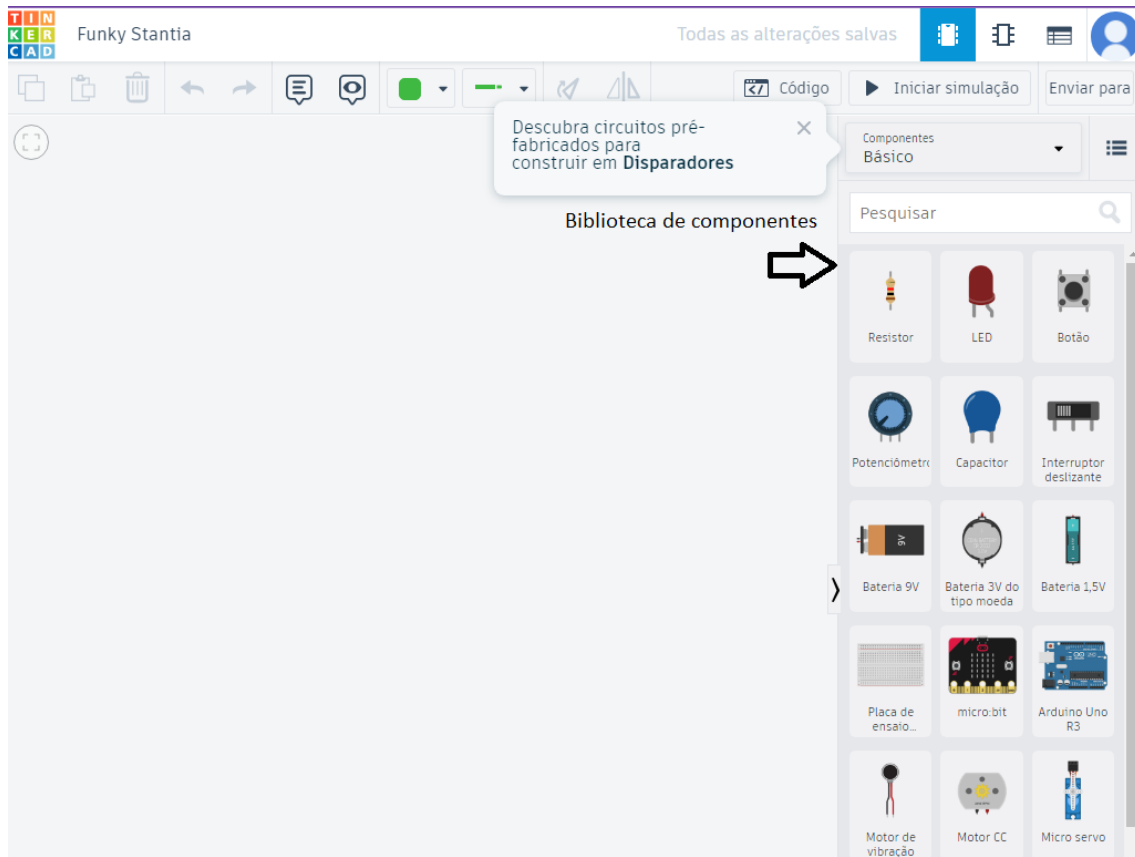 TIN
KER
CAD
Funky Stantia
Todas as alterações salvas
Código
Iniciar simulação
Enviar para
Descubra circuitos pré-
fabricados para
construir em Disparadores
Componentes
Básico
Biblioteca de componentes
Pesquisar
Resistor
LED
Botão
Potenciômetro
Capacitor
Interruptor
deslizante
9V
Bateria 9V
Bateria 3V do
tipo moeda
Bateria 1,5V
Placa de
ensaio...
micro:bit
Arduino Uno
R3
Motor de
vibração
Motor CC
Micro servo